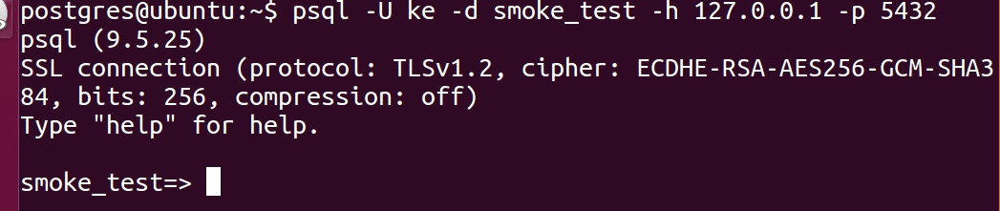 postgres@ubuntu:~$ psql -U ke -d smoke_test -h 127.0.0.1 -p 5432
psql (9.5.25)
SSL connection (protocol: TLSv1.2, cipher: ECDHE-RSA-AES256-GCM-SHA3
84, bits: 256, compression: off)
Type "help" for help.
smoke_test=>